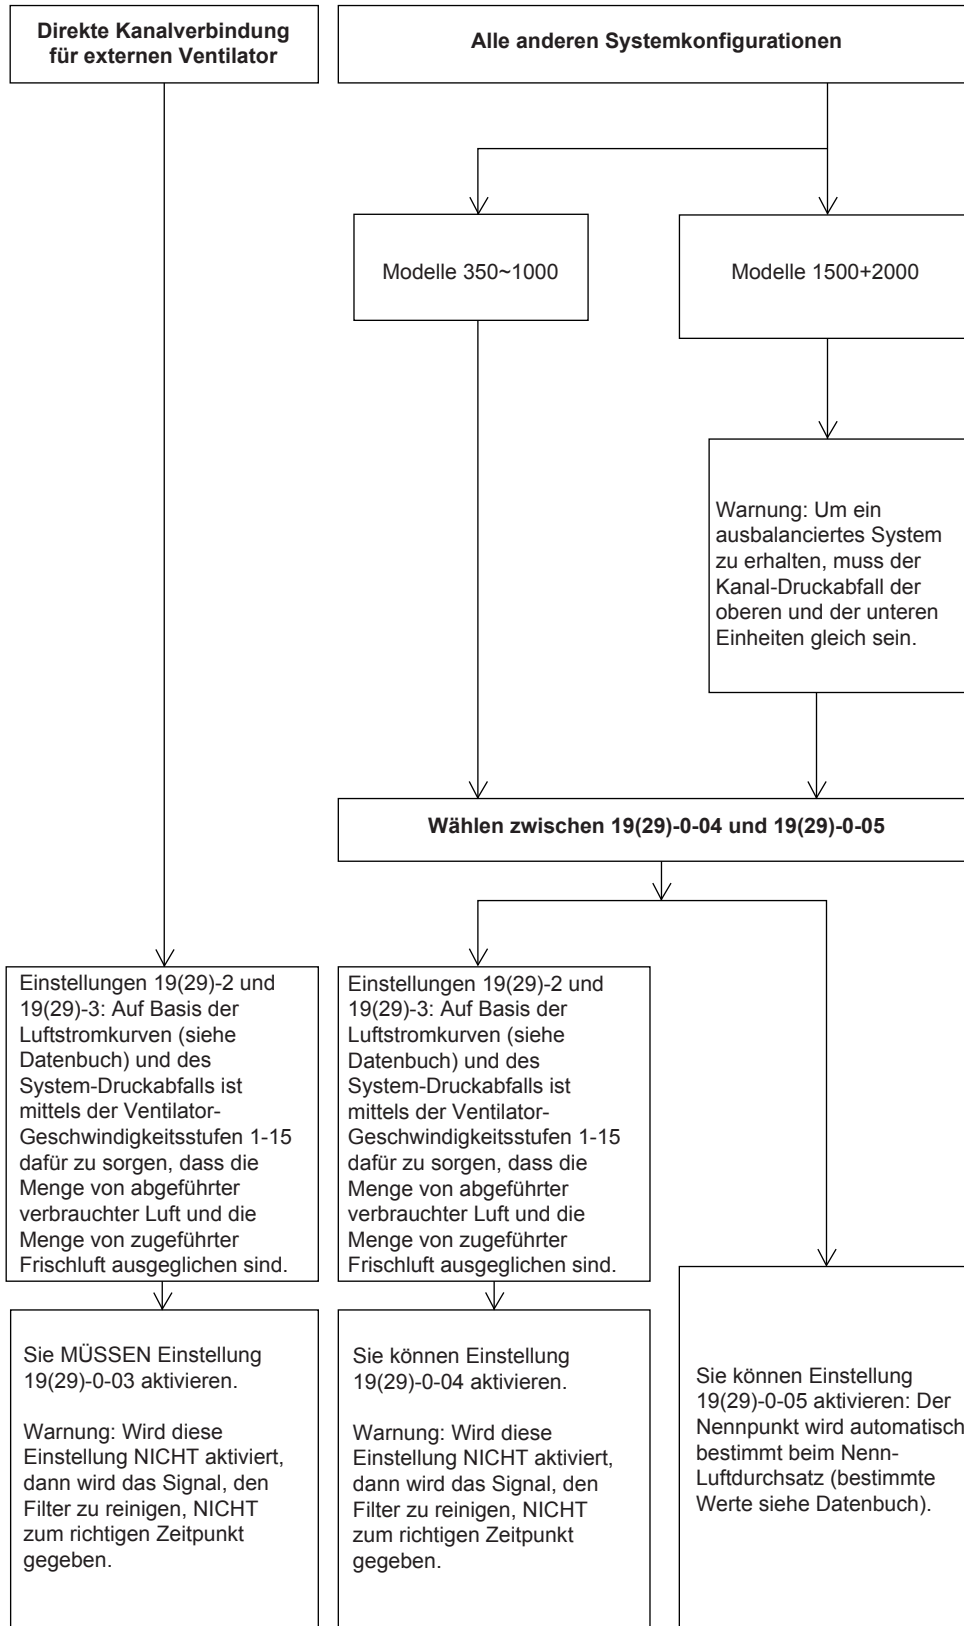 Direkte Kanalverbindung
für externen Ventilator
Alle anderen Systemkonfigurationen
Modelle 350~1000
Modelle 1500+2000
Warnung: Um ein
ausbalanciertes System
zu erhalten, muss der
Kanal-Druckabfall der
oberen und der unteren
Einheiten gleich sein.
Wählen zwischen 19(29)-0-04 und 19(29)-0-05
Einstellungen 19(29)-2 und
19(29)-3: Auf Basis der
Luftstromkurven (siehe
Datenbuch) und des
System-Druckabfalls ist
mittels der Ventilator-
Geschwindigkeitsstufen 1-15
dafür zu sorgen, dass die
Menge von abgeführter
verbrauchter Luft und die
Menge von zugeführter
Frischluft ausgeglichen sind.
Einstellungen 19(29)-2 und
19(29)-3: Auf Basis der
Luftstromkurven (siehe
Datenbuch) und des
System-Druckabfalls ist
mittels der Ventilator-
Geschwindigkeitsstufen 1-15
dafür zu sorgen, dass die
Menge von abgeführter
verbrauchter Luft und die
Menge von zugeführter
Frischluft ausgeglichen sind.
Sie MÜSSEN Einstellung
19(29)-0-03 aktivieren.
Warnung: Wird diese
Einstellung NICHT aktiviert,
dann wird das Signal, den
Filter zu reinigen, NICHT
zum richtigen Zeitpunkt
gegeben.
Sie können Einstellung
19(29)-0-04 aktivieren.
Warnung: Wird diese
Einstellung NICHT aktiviert,
dann wird das Signal, den
Filter zu reinigen, NICHT
zum richtigen Zeitpunkt
gegeben.
Sie können Einstellung
19(29)-0-05 aktivieren: Der
Nennpunkt wird automatisch
bestimmt beim Nenn-
Luftdurchsatz (bestimmte
Werte siehe Datenbuch).